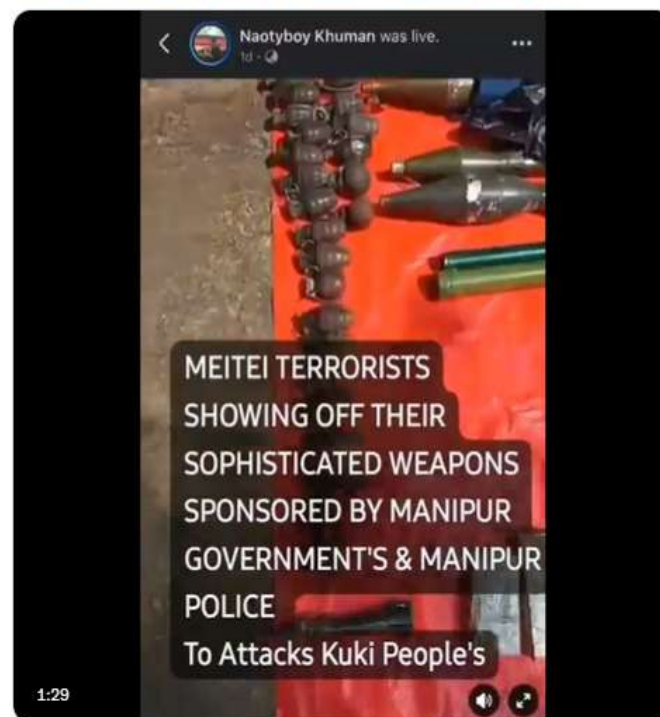 Naotyboy Khuman was live.
1d
MEITEI TERRORISTS
SHOWING OFF THEIR
SOPHISTICATED WEAPONS
SPONSORED BY MANIPUR
GOVERNMENT'S & MANIPUR
POLICE
To Attacks Kuki People's
1:29